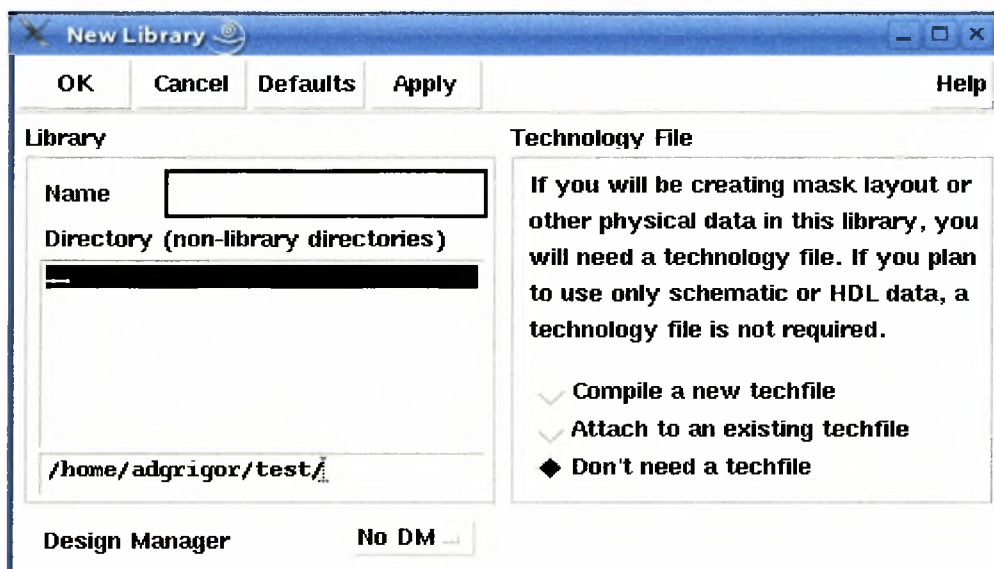 New Library
OK Cancel Defaults Apply Help
Library
Name
Directory (non-library directories)
..
/home/adgrigor/test/
Design Manager No DM
Technology File
If you will be creating mask layout or
other physical data in this library, you
will need a technology file. If you plan
to use only schematic or HDL data, a
technology file is not required.
Compile a new techfile
Attach to an existing techfile
Don't need a techfile